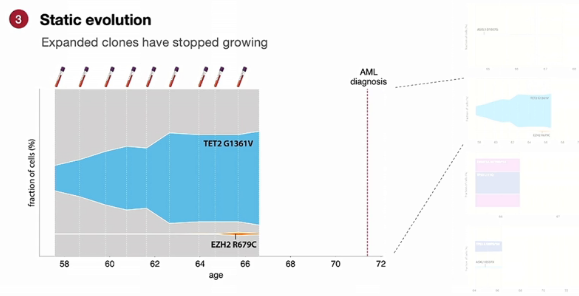 3 Static evolution
Expanded clones have stopped growing
AML
diagnosis
fraction of cells (%)
TET2 G1361V
EZH2 R679C
58 60 62 64 66 68 70 72
age